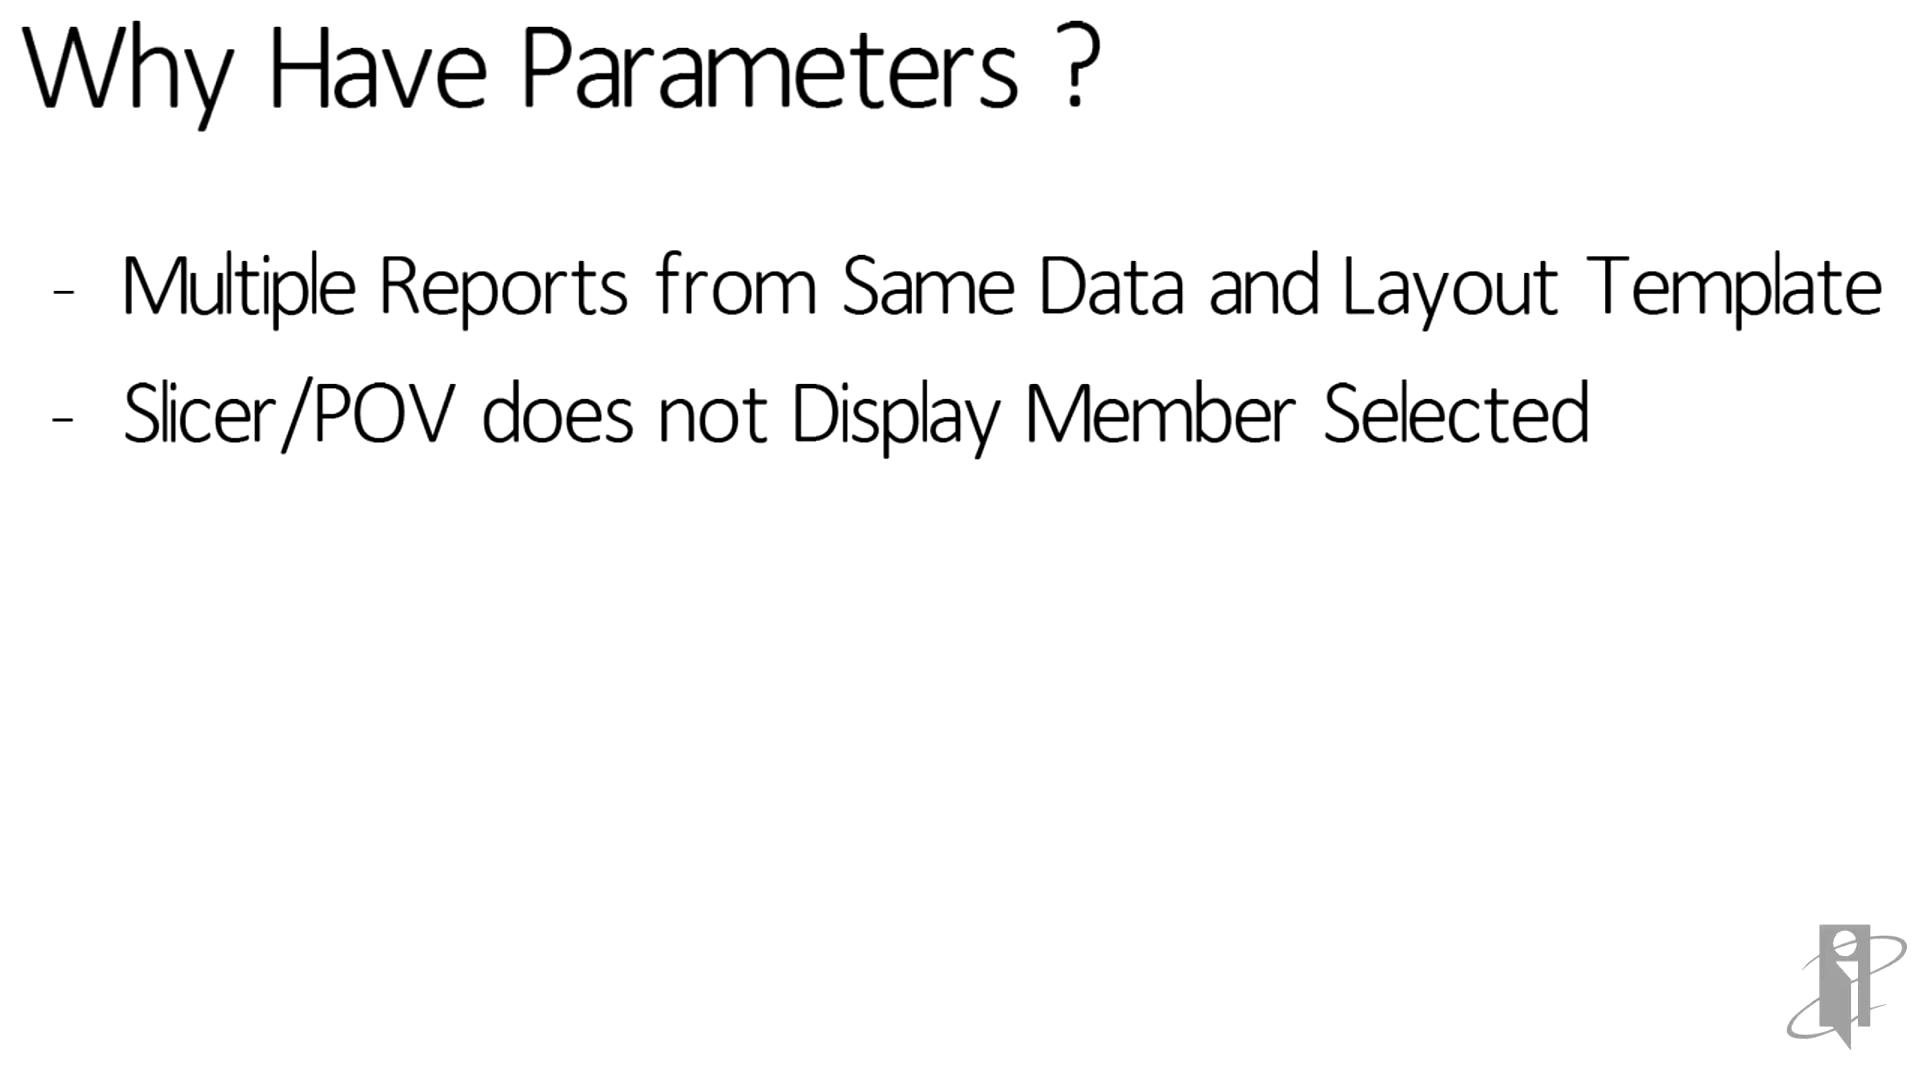 Why Have Parameters ?
- Multiple Reports from Same Data and Layout Template
- Slicer/POV does not Display Member Selected